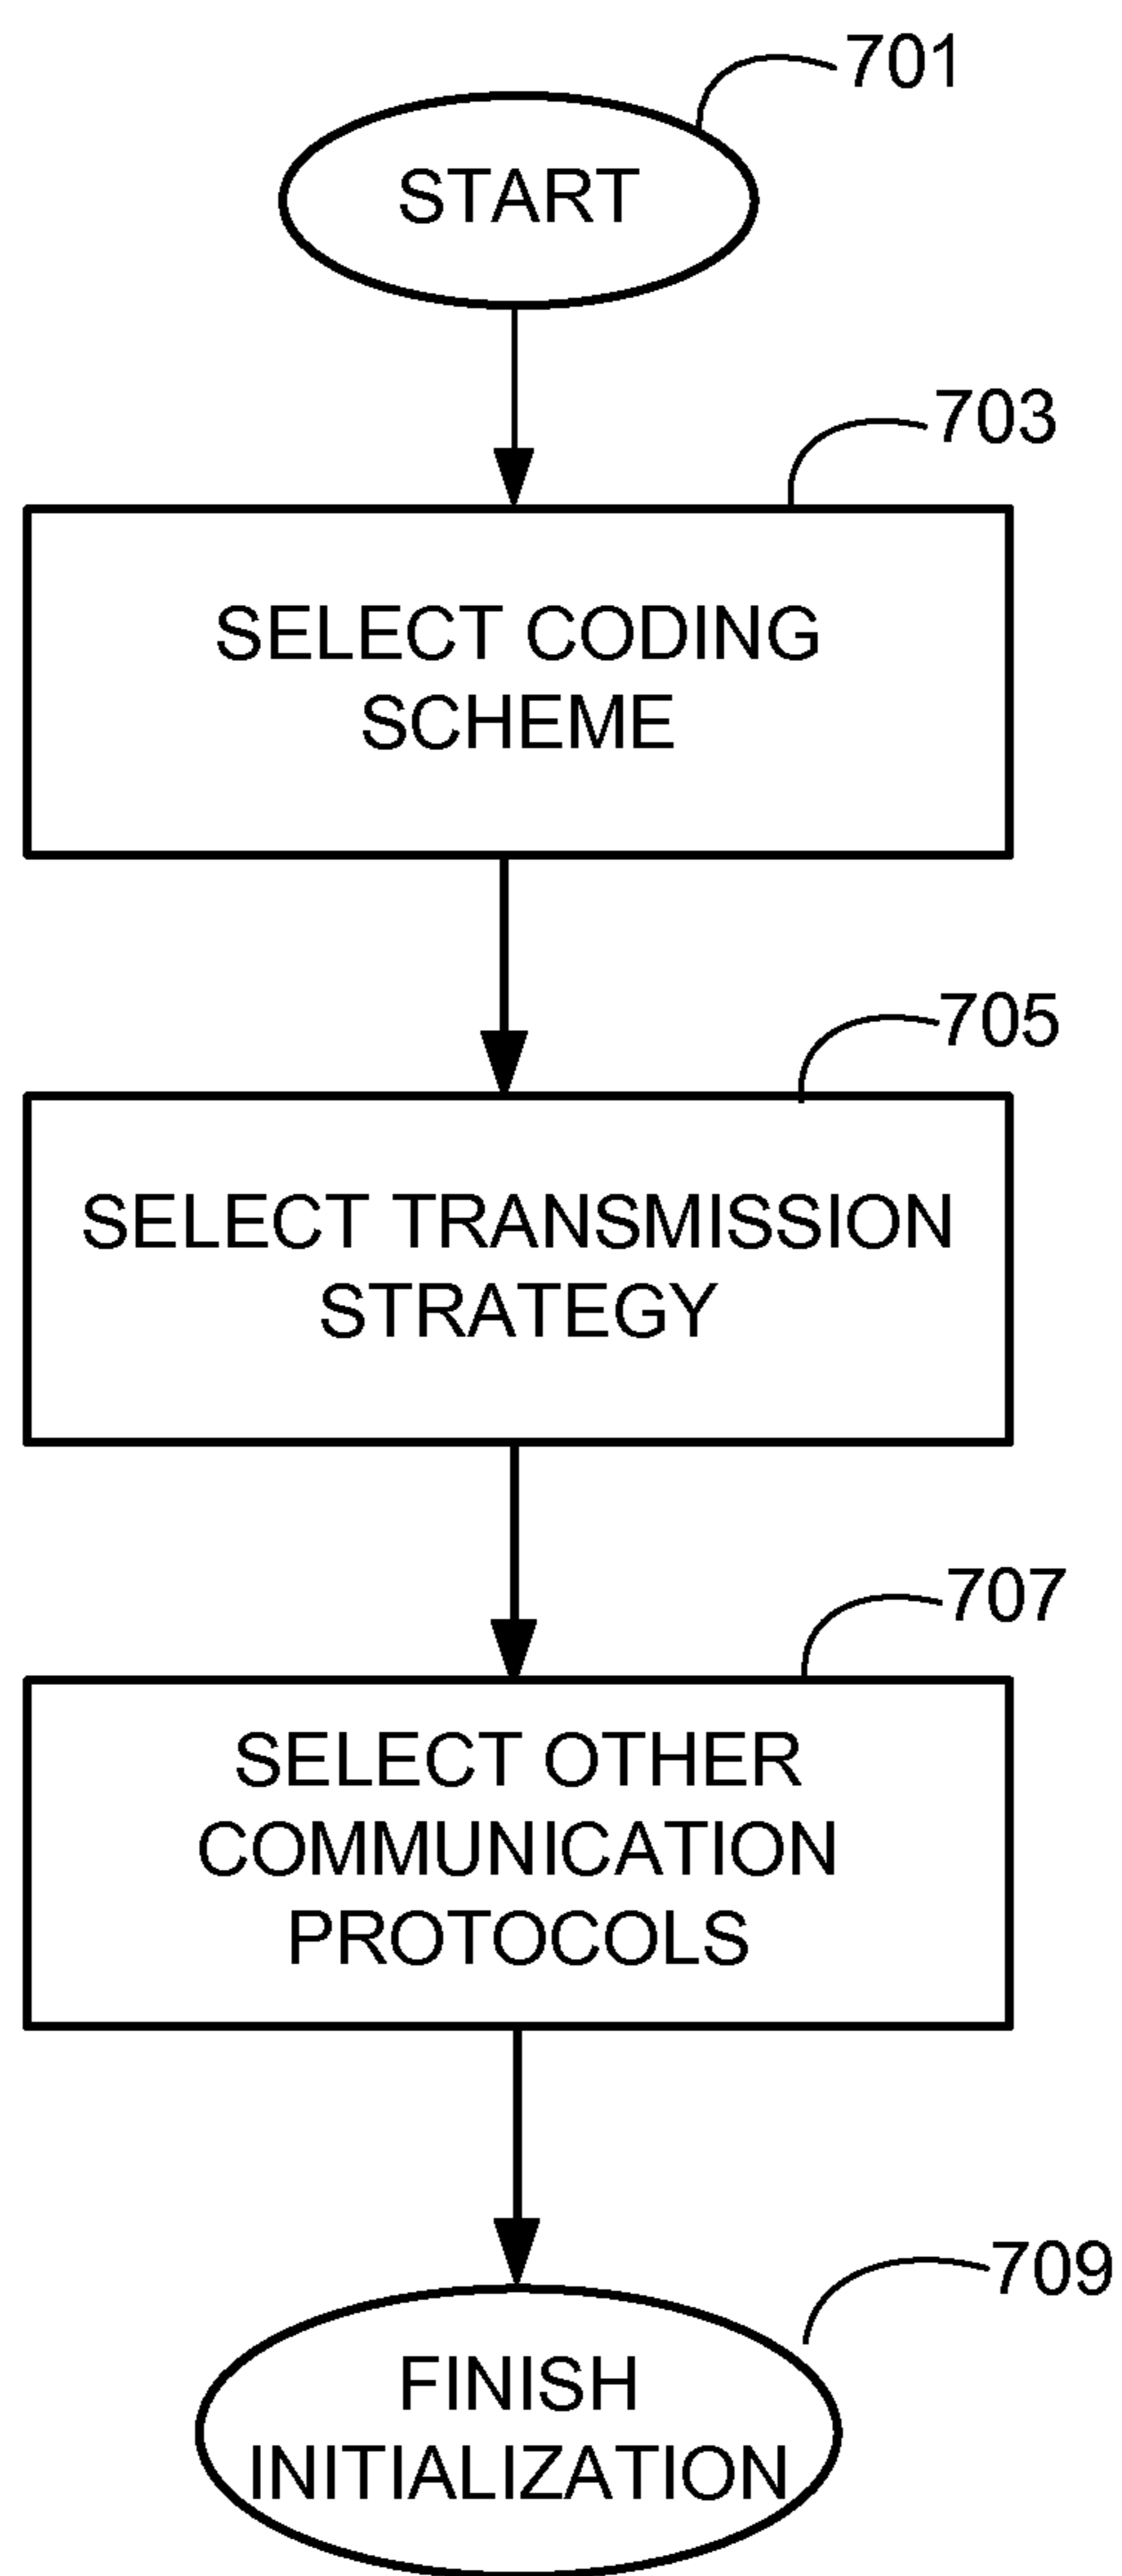 701
START
703
SELECT CODING
SCHEME
705
SELECT TRANSMISSION
STRATEGY
707
SELECT OTHER
COMMUNICATION
PROTOCOLS
709
FINISH
INITIALIZATION